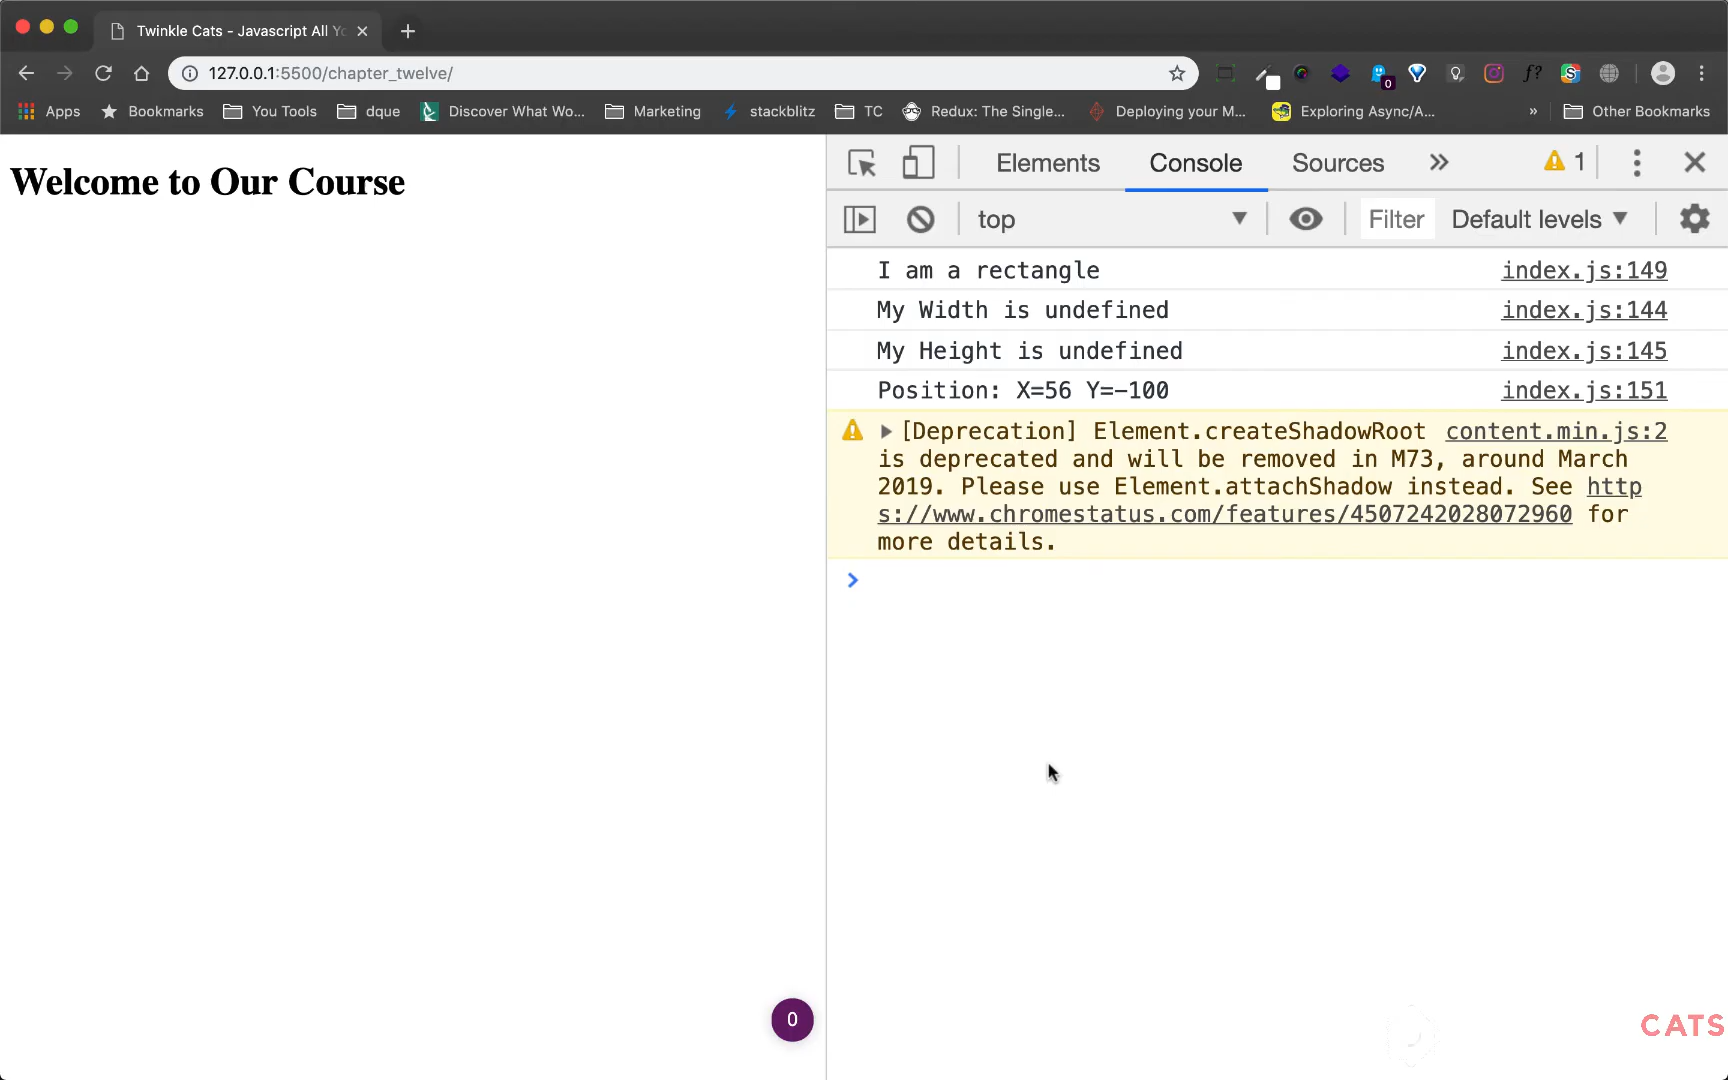 Twinkle Cats - Javascript All Yo
127.0.0.1:5500/chapter_twelve/
f?
S
0
Apps
Bookmarks
You Tools
dque
Discover What Wo...
Marketing
stackblitz
TC
Redux: The Single...
Deploying your M...
Exploring Async/A...
»
Other Bookmarks
Welcome to Our Course
Elements
Console
Sources
»
1
top
Filter
Default levels
I am a rectangle
index.js:149
My Width is undefined
index.js:144
My Height is undefined
index.js:145
Position: X=56 Y=-100
index.js:151
[Deprecation] Element.createShadowRoot content.min.js:2
is deprecated and will be removed in M73, around March
2019. Please use Element.attachShadow instead. See http
s://www.chromestatus.com/features/4507242028072960 for
more details.
0
CATS